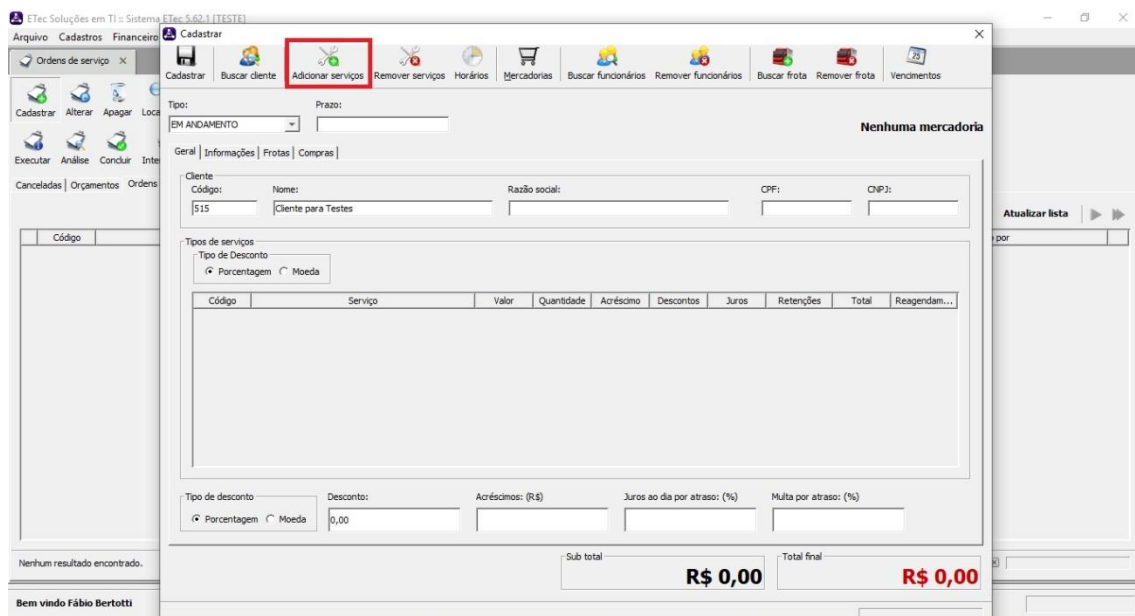 ETec Soluções em TI :: Sistema ETec 5.62.1 [TESTE]
Arquivo Cadastros Financeiro
Ordens de serviço
Cadastrar Alterar Apagar
Executar Análise Concluir
Canceladas Orçamentos Ordens
Código
Nenhum resultado encontrado.
Bem vindo Fábio Bertotti
Cadastrar
Cadastrar Buscar cliente Adicionar serviços Remover serviços Horários Mercadorias Buscar funcionários Remover funcionários Buscar frota Remover frota Vencimentos
25
Tipo: Prazo:
EM ANDAMENTO
Nenhuma mercadoria
Geral Informações Frotas Compras
Cliente
Código: Nome: Razão social: CPF: CNPJ:
515 Cliente para Testes
Tipos de serviços
Tipo de Desconto
Porcentagem Moeda
Código Serviço Valor Quantidade Acréscimo Descontos Juros Retenções Total Reagendam...
Tipo de desconto Desconto: Acréscimos: (R$) Juros ao dia por atraso: (%) Multa por atraso: (%)
Porcentagem Moeda 0,00
Sub total Total final
R$ 0,00 R$ 0,00
Atualizar lista
por